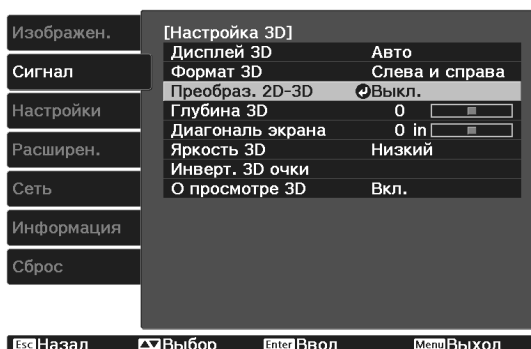 Изображен.
Сигнал
Настройки
Расширен.
Сеть
Информация
Сброс
[Настройка 3D]
Дисплей 3D Авто
Формат 3D Слева и справа
Преобраз. 2D-3D Выкл.
Глубина 3D 0
Диагональ экрана 0 in
Яркость 3D Низкий
Инверт. 3D очки
О просмотре 3D Вкл.
Esc Назад Выбор Enter Ввод Menu Выход